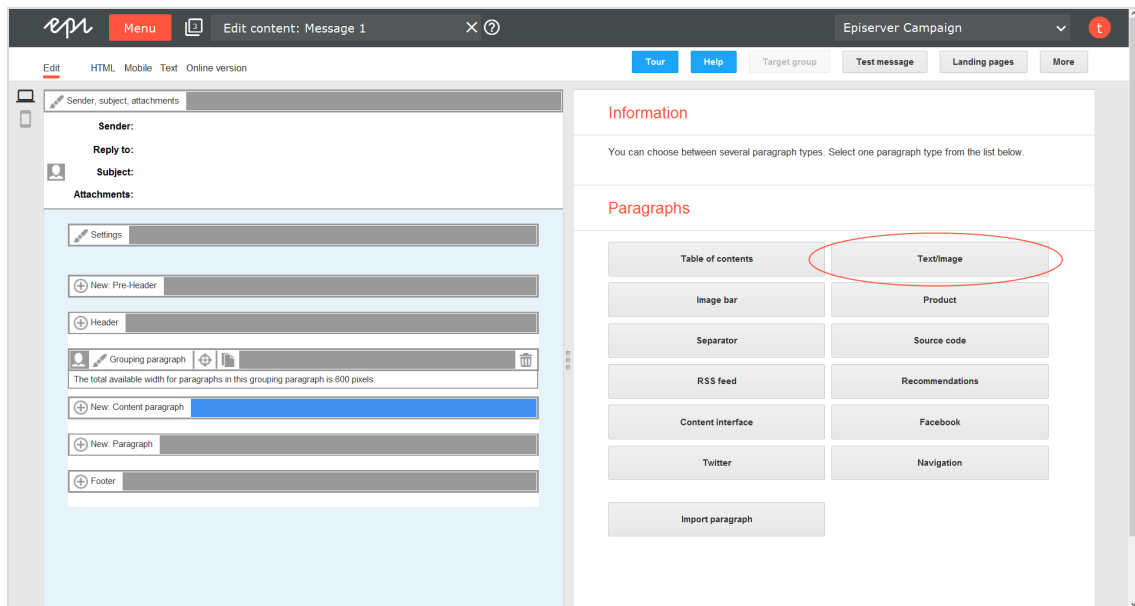 epi Menu 3 Edit content: Message 1 Episerver Campaign t
Edit HTML Mobile Text Online version Tour Help Target group Test message Landing pages More
Sender, subject, attachments
Sender:
Reply to:
Subject:
Attachments:
Settings
New: Pre-Header
Header
Grouping paragraph
The total available width for paragraphs in this grouping paragraph is 600 pixels.
New: Content paragraph
New: Paragraph
Footer
Information
You can choose between several paragraph types. Select one paragraph type from the list below.
Paragraphs
Table of contents Text/Image
Image bar Product
Separator Source code
RSS feed Recommendations
Content interface Facebook
Twitter Navigation
Import paragraph